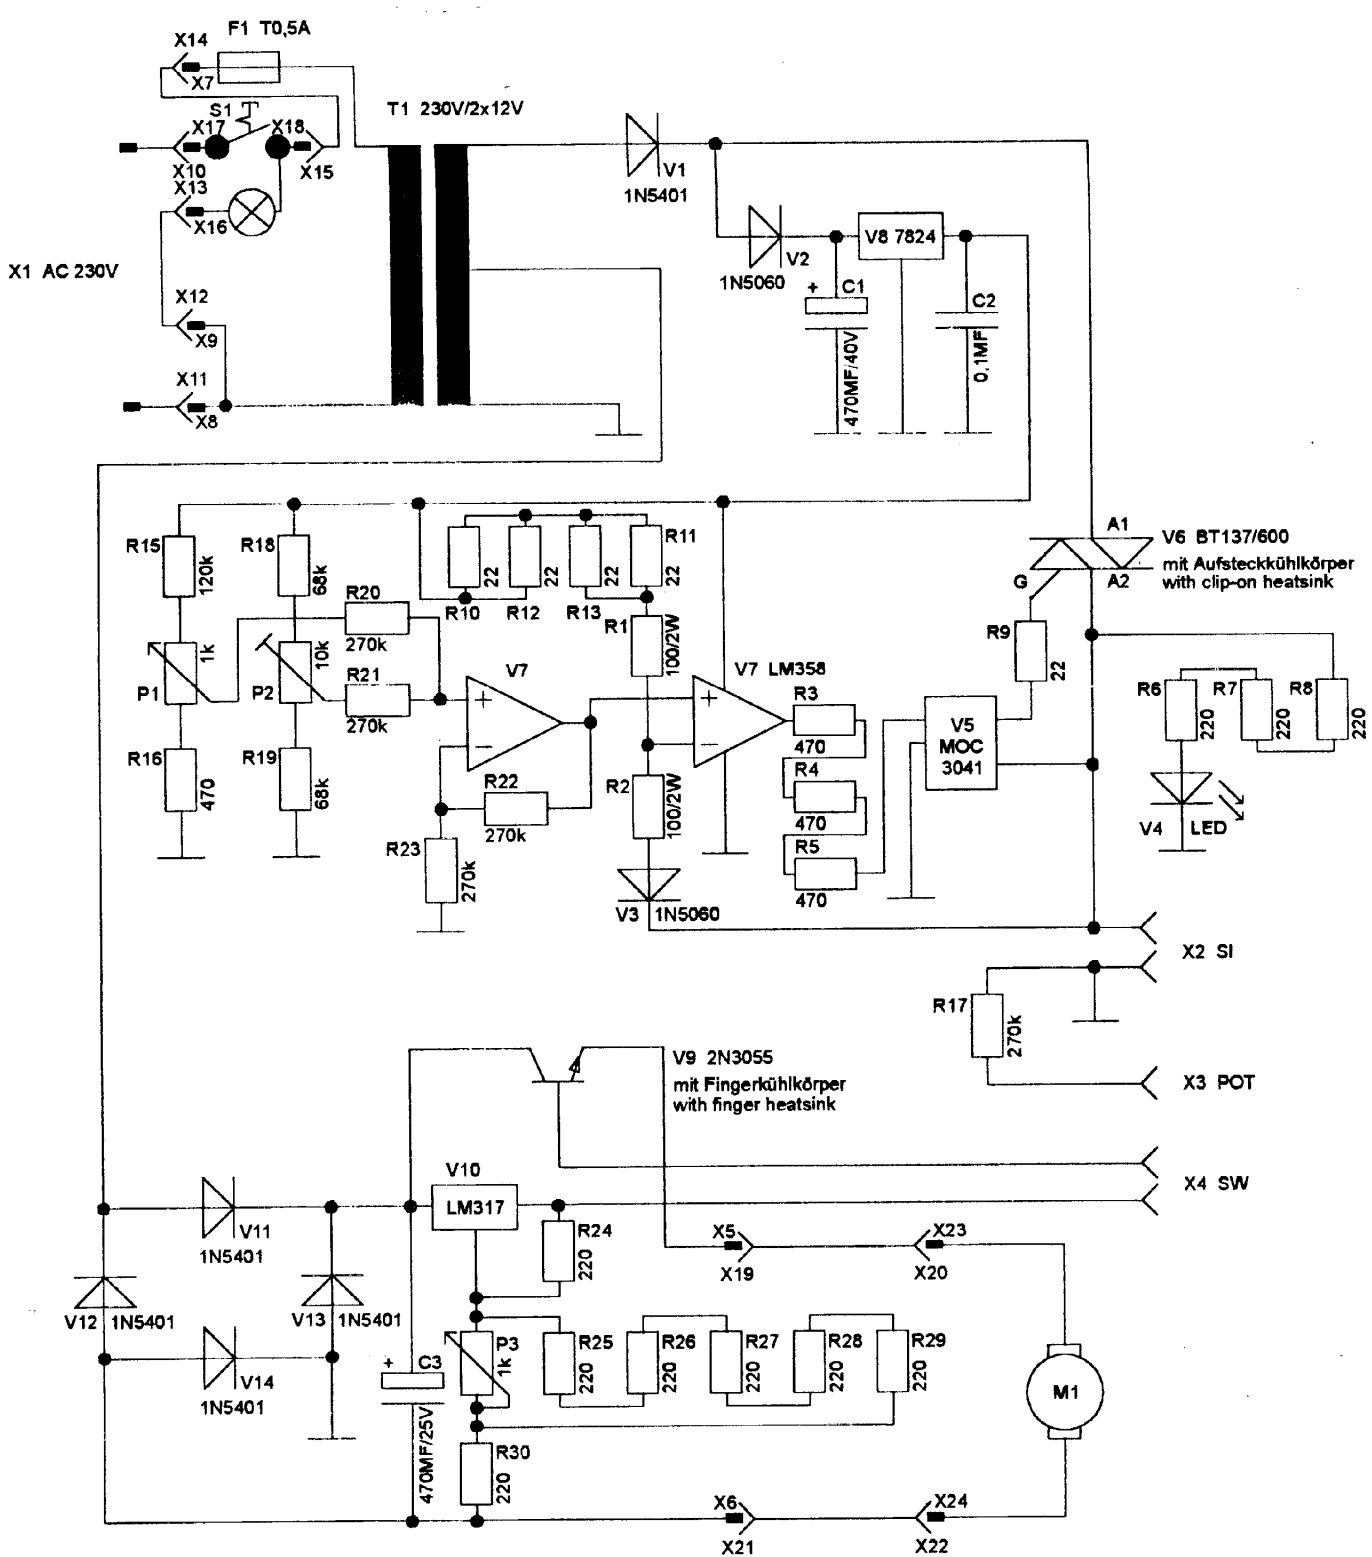 F1 T0,5A
X14
X7
S1
X17
X18
X10
X15
X13
X16
X1 AC 230V
X12
X9
X11
X8
T1 230V/2x12V
V1
1N5401
V2
1N5060
V8 7824
+
C1
470MF/40V
C2
0,1MF
R15
120k
R18
68k
R20
270k
P1
1k
P2
10k
R21
270k
R16
470
R19
68k
V7
+
−
R22
270k
R23
270k
R10
22
R12
22
R13
22
R11
22
R1
100/2W
R2
100/2W
V3
1N5060
V7 LM358
+
−
R3
470
R4
470
R5
470
A1
A2
G
V6 BT137/600
mit Aufsteckkühlkörper
with clip-on heatsink
R9
22
V5
MOC
3041
R6
220
R7
220
R8
220
V4
LED
X2 SI
R17
270k
X3 POT
V9 2N3055
mit Fingerkühlkörper
with finger heatsink
X4 SW
V10
LM317
V11
1N5401
V12
1N5401
V13
1N5401
V14
1N5401
+
C3
470MF/25V
R24
220
P3
1k
R25
220
R26
220
R27
220
R28
220
R29
220
R30
220
X5
X19
X23
X20
M1
X6
X21
X24
X22